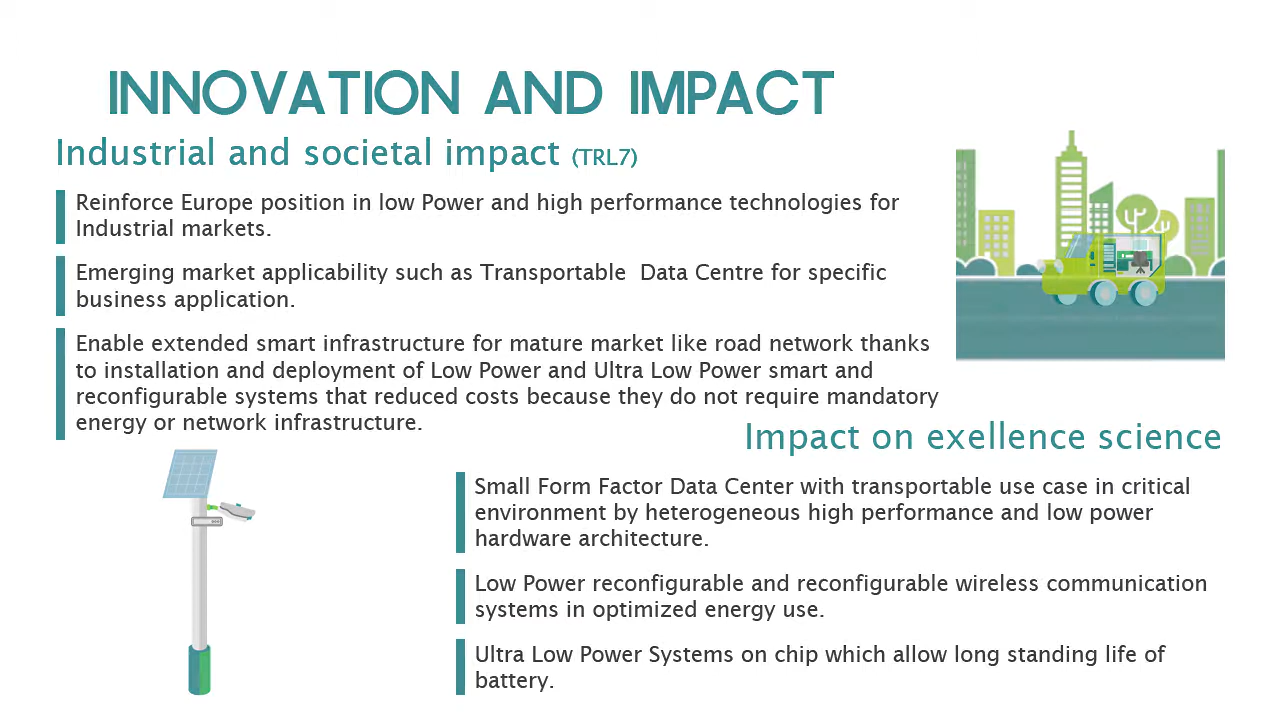 INNOVATION AND IMPACT
Industrial and societal impact (TRL7)
Reinforce Europe position in low Power and high performance technologies for
Industrial markets.
Emerging market applicability such as Transportable  Data Centre for specific
business application.
Enable extended smart infrastructure for mature market like road network thanks
to installation and deployment of Low Power and Ultra Low Power smart and
reconfigurable systems that reduced costs because they do not require mandatory
energy or network infrastructure.
Impact on exellence science
Small Form Factor Data Center with transportable use case in critical
environment by heterogeneous high performance and low power
hardware architecture.
Low Power reconfigurable and reconfigurable wireless communication
systems in optimized energy use.
Ultra Low Power Systems on chip which allow long standing life of
battery.